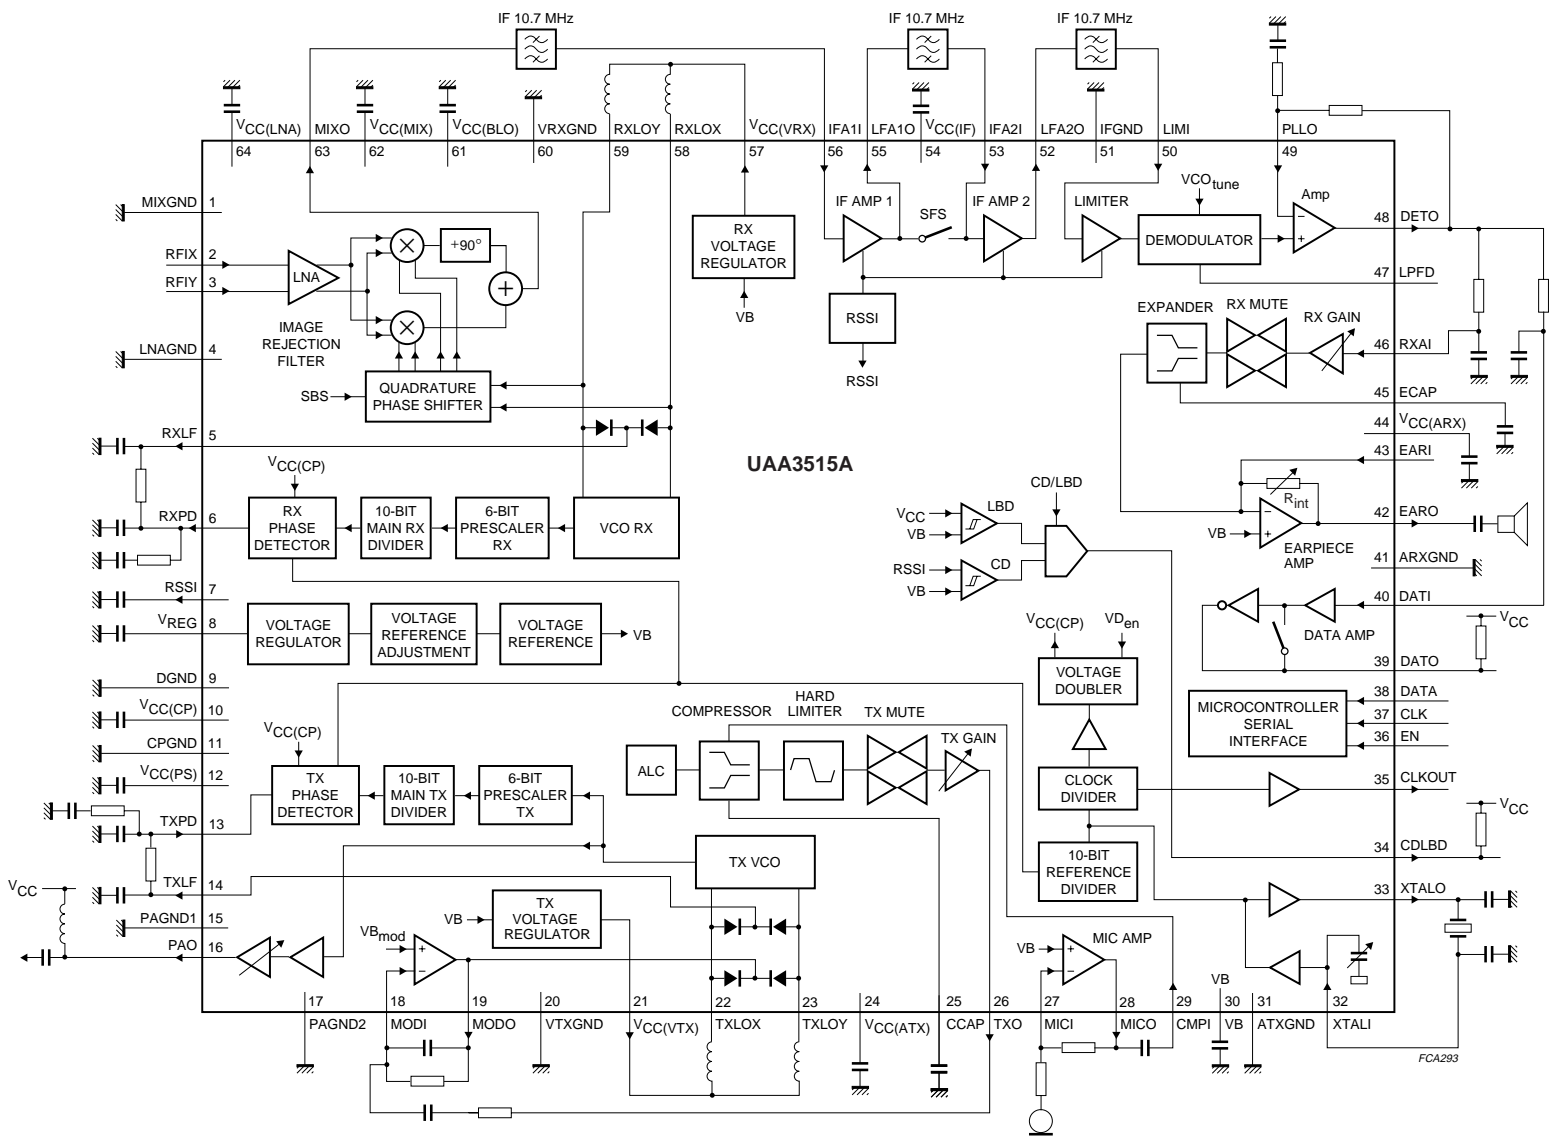 IF 10.7 MHz
IF 10.7 MHz
IF 10.7 MHz
VCC(LNA)
MIXO
VCC(MIX)
VCC(BLO)
VRXGND
RXLOY
RXLOX
VCC(VRX)
IFA1I
LFA1O
VCC(IF)
IFA2I
LFA2O
IFGND
LIMI
PLLO
64
63
62
61
60
59
58
57
56
55
54
53
52
51
50
49
MIXGND 1
RFIX 2
RFIY 3
LNAGND 4
RXLF 5
RXPD 6
RSSI 7
VREG 8
DGND 9
VCC(CP) 10
CPGND 11
VCC(PS) 12
TXPD 13
TXLF 14
PAGND1 15
PAO 16
VCC
LNA
+90°
IMAGE
REJECTION
FILTER
SBS
QUADRATURE
PHASE SHIFTER
RX
VOLTAGE
REGULATOR
VB
IF AMP 1
SFS
IF AMP 2
LIMITER
VCOtune
DEMODULATOR
Amp
−
+
RSSI
RSSI
48 DETO
47 LPFD
EXPANDER
RX MUTE
RX GAIN
46 RXAI
45 ECAP
44 VCC(ARX)
43 EARI
Rint
−
+
VB
EARPIECE
AMP
42 EARO
41 ARXGND
40 DATI
DATA AMP
VCC
39 DATO
UAA3515A
VCC(CP)
RX
PHASE
DETECTOR
10-BIT
MAIN RX
DIVIDER
6-BIT
PRESCALER
RX
VCO RX
CD/LBD
VCC
VB
LBD
RSSI
VB
CD
VOLTAGE
REGULATOR
VOLTAGE
REFERENCE
ADJUSTMENT
VOLTAGE
REFERENCE
VB
VCC(CP)
VDen
VOLTAGE
DOUBLER
MICROCONTROLLER
SERIAL
INTERFACE
38 DATA
37 CLK
36 EN
35 CLKOUT
VCC
34 CDLBD
33 XTALO
VCC(CP)
TX
PHASE
DETECTOR
10-BIT
MAIN TX
DIVIDER
6-BIT
PRESCALER
TX
ALC
COMPRESSOR
HARD
LIMITER
TX MUTE
TX GAIN
CLOCK
DIVIDER
10-BIT
REFERENCE
DIVIDER
TX VCO
VB
TX
VOLTAGE
REGULATOR
VBmod
+
−
VB
+
−
MIC AMP
VB
17
18
19
20
21
22
23
24
25
26
27
28
29
30
31
32
PAGND2
MODI
MODO
VTXGND
VCC(VTX)
TXLOX
TXLOY
VCC(ATX)
CCAP
TXO
MICI
MICO
CMPI
VB
ATXGND
XTALI
FCA293